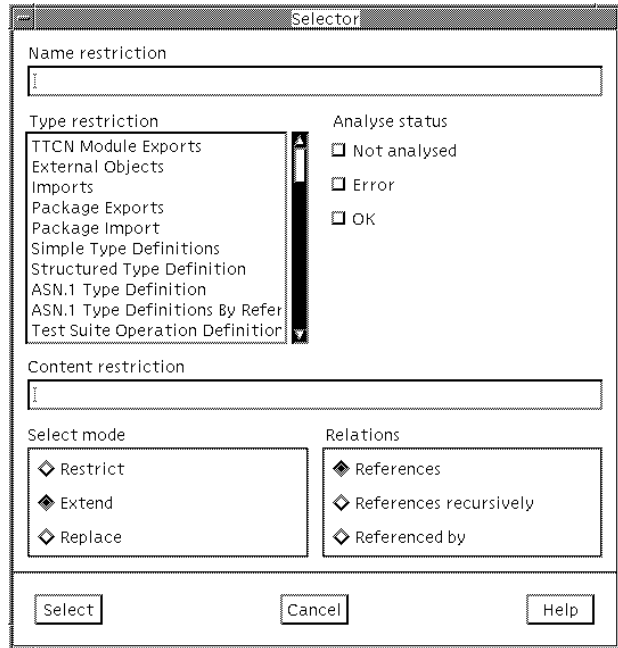 Selector
Name restriction
Type restriction
TTCN Module Exports
External Objects
Imports
Package Exports
Package Import
Simple Type Definitions
Structured Type Definition
ASN.1 Type Definition
ASN.1 Type Definitions By Refer
Test Suite Operation Definition
Analyse status
Not analysed
Error
OK
Content restriction
Select mode
Restrict
Extend
Replace
Relations
References
References recursively
Referenced by
Select
Cancel
Help